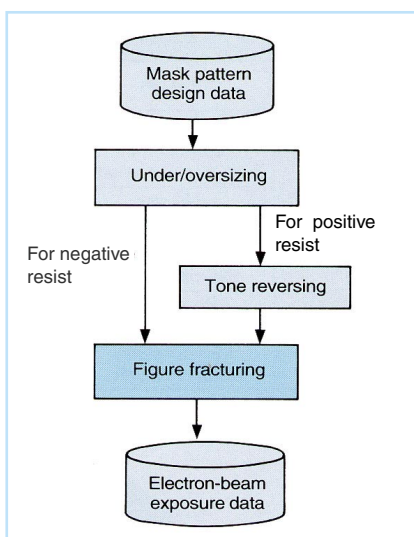 Mask pattern
design data
Under/oversizing
For positive
resist
For negative
resist
Tone reversing
Figure fracturing
Electron-beam
exposure data